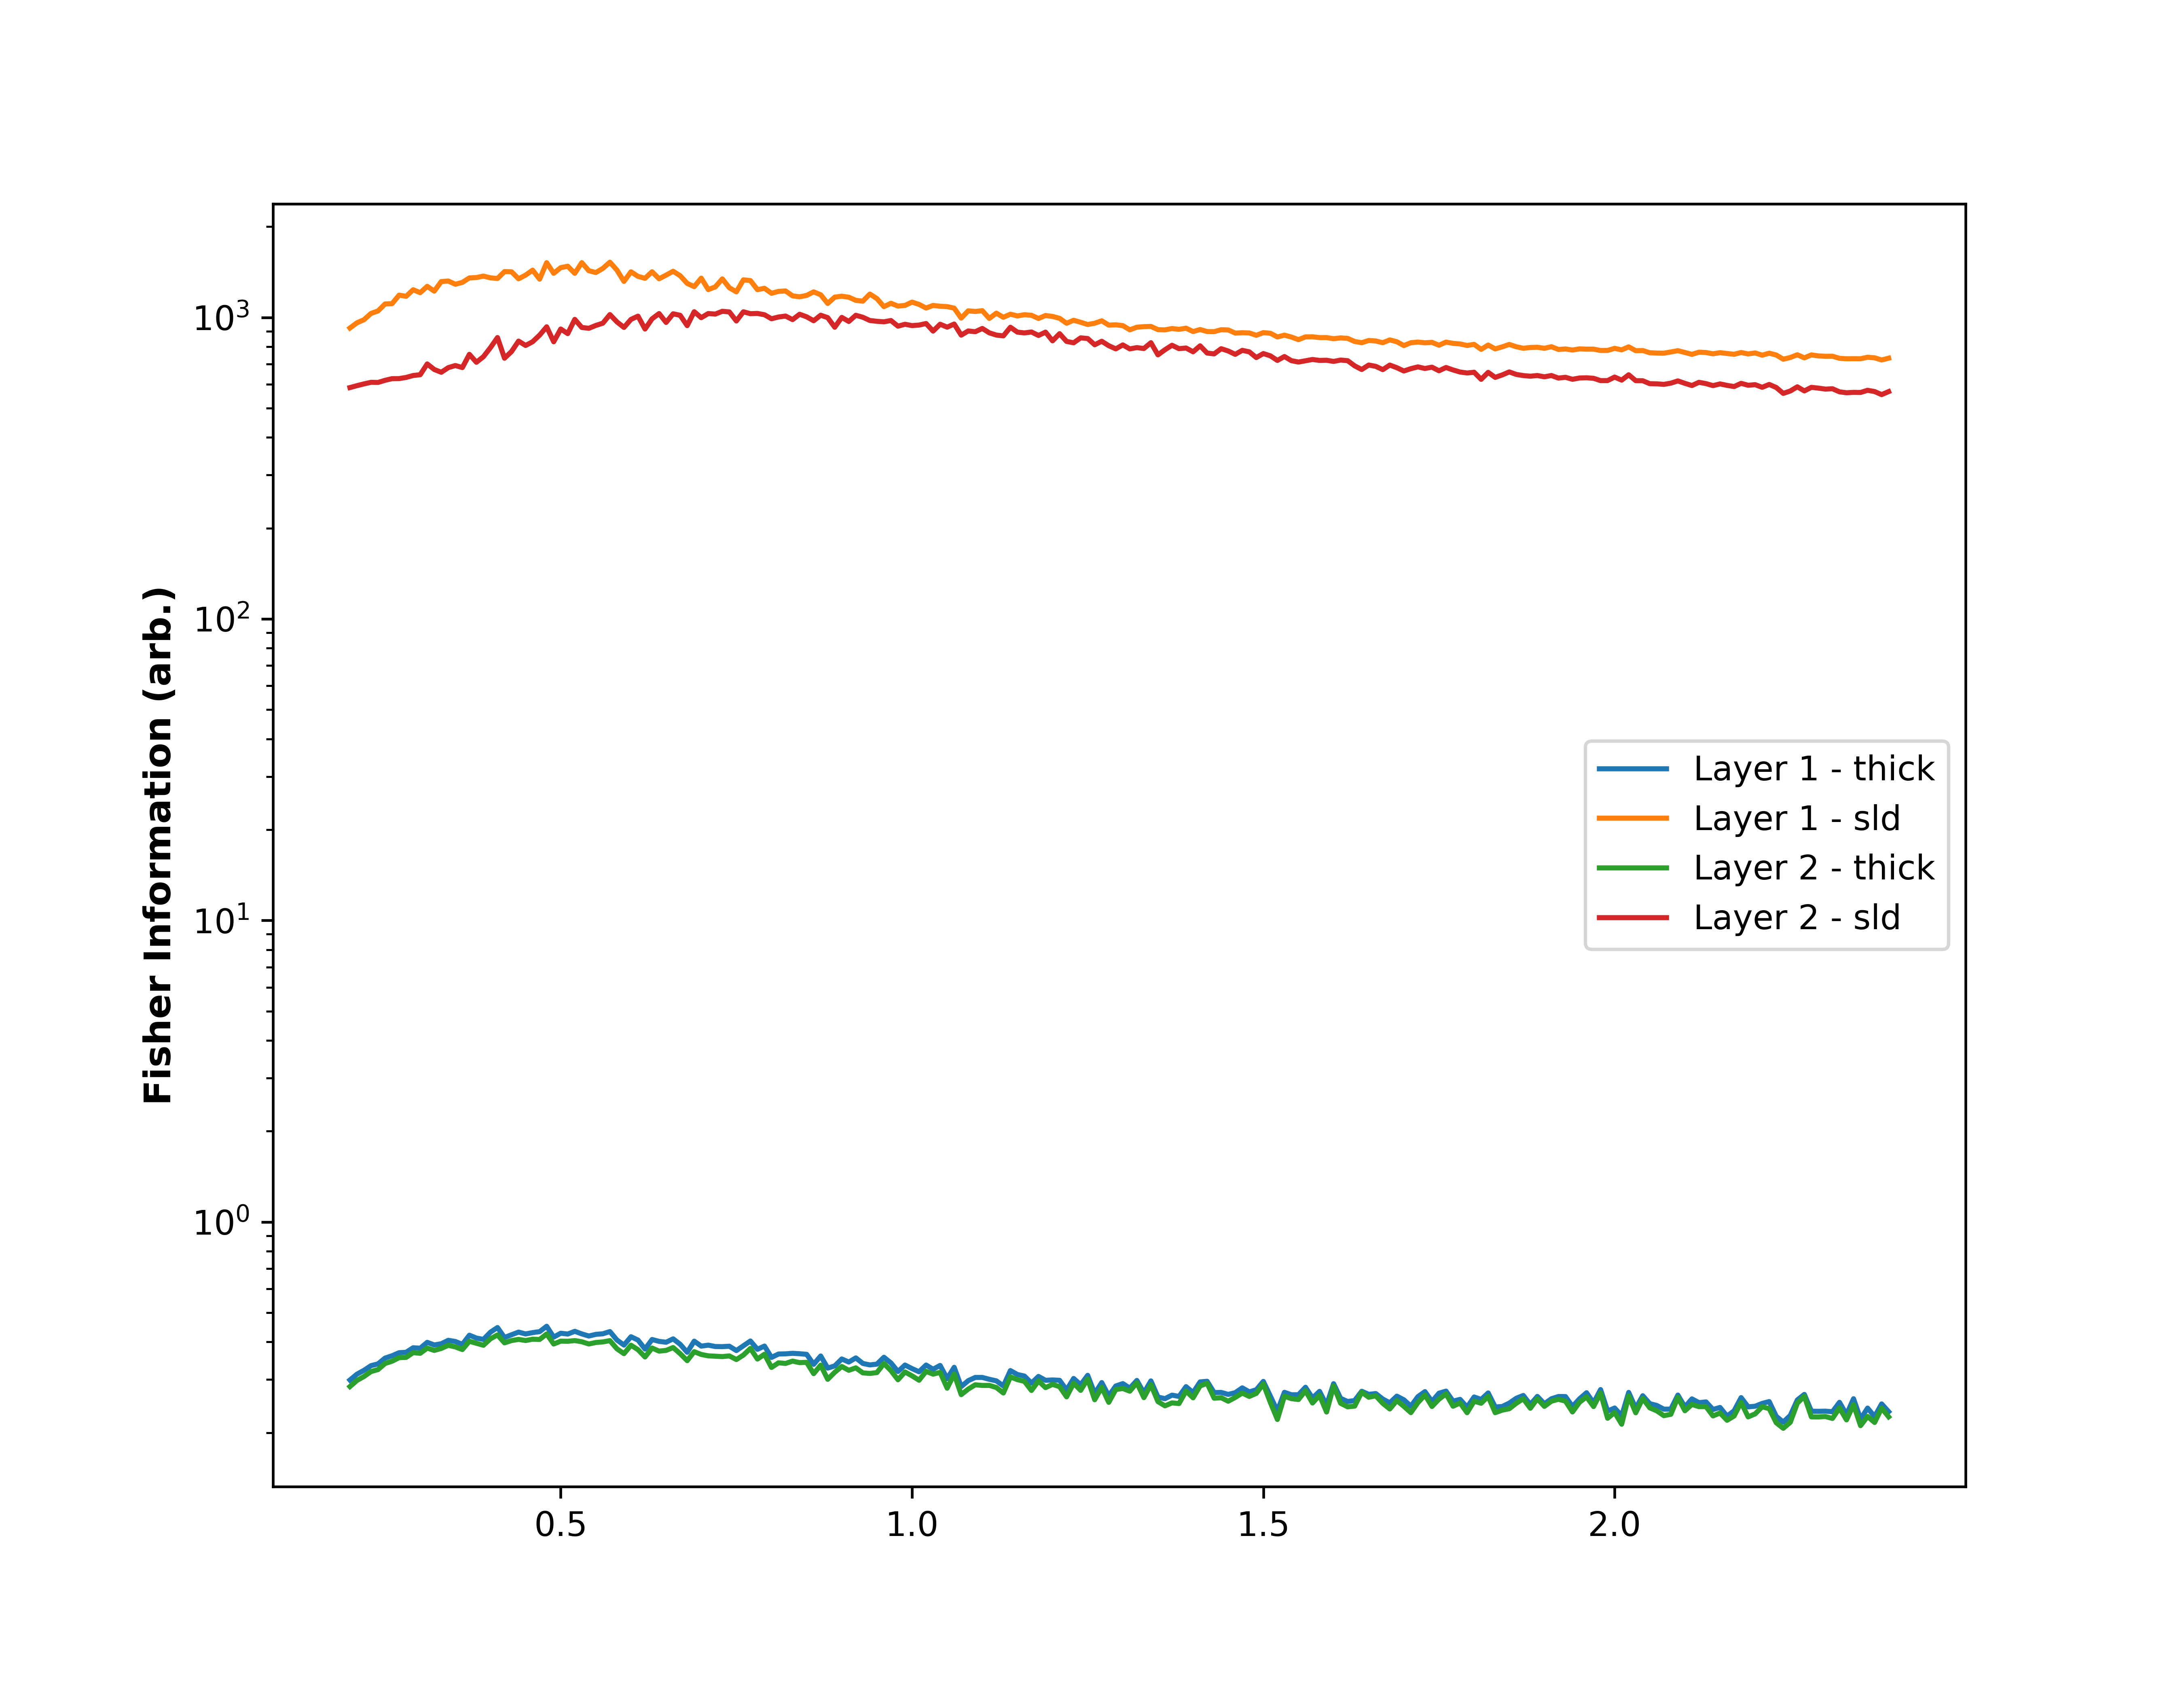 Fisher Information (arb.)
10³
10²
10¹
10⁰
Layer 1 - thick
Layer 1 - sld
Layer 2 - thick
Layer 2 - sld
0.5 1.0 1.5 2.0